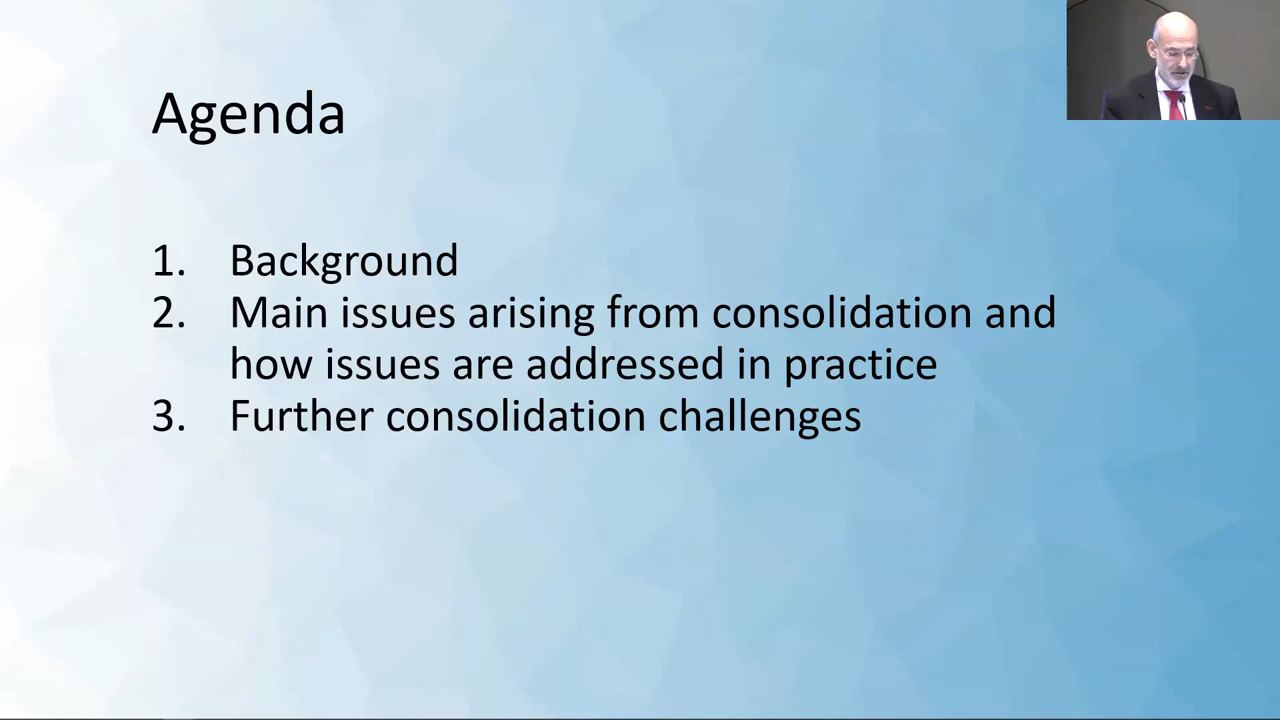 Agenda
1. Background
2. Main issues arising from consolidation and
how issues are addressed in practice
3. Further consolidation challenges